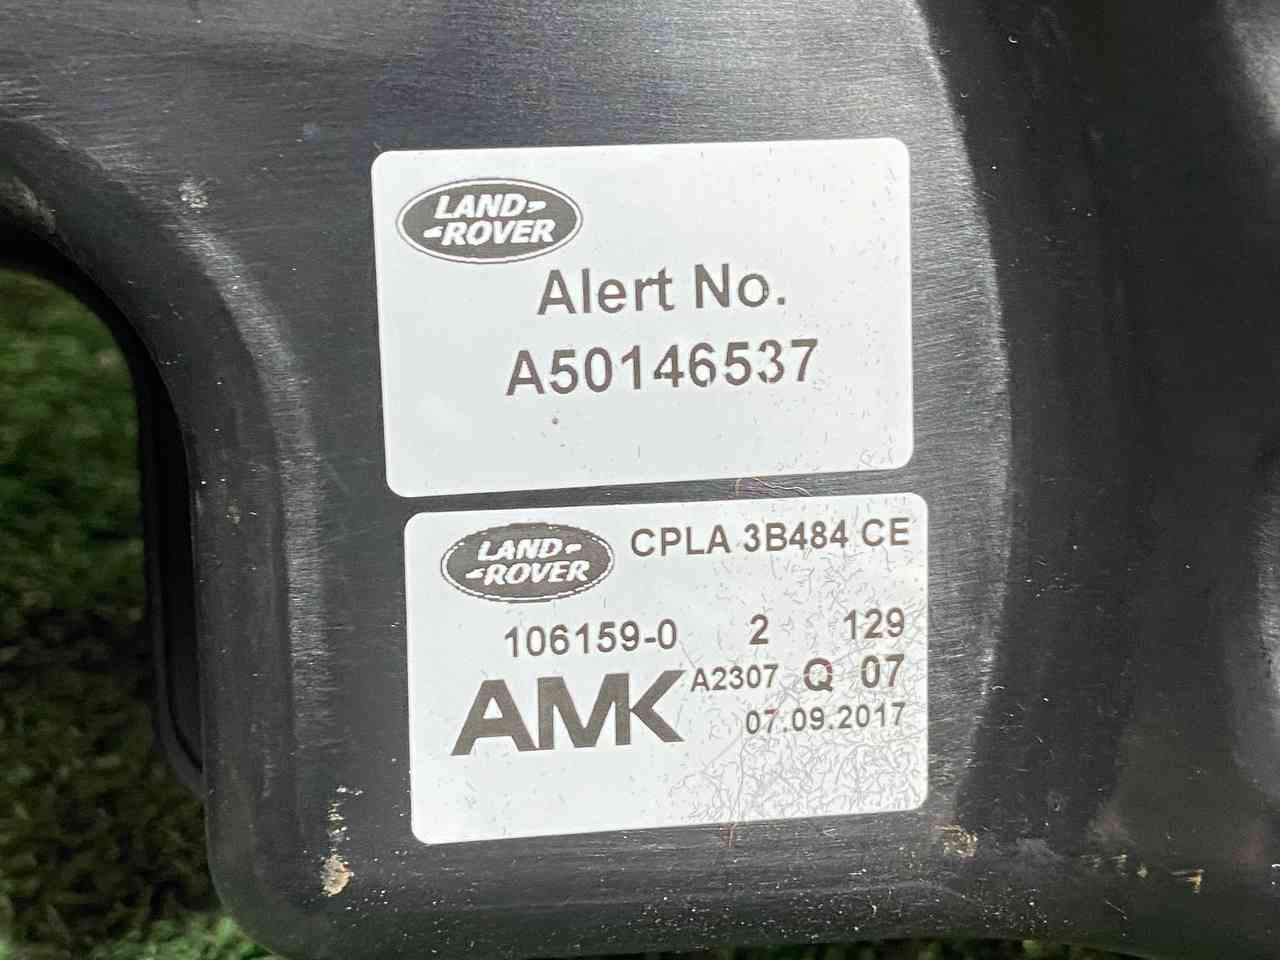 LAND
ROVER
Alert No.
A50146537
LAND
ROVER
CPLA 3B484 CE
106159-0 2 129
AMK A2307 Q 07
07.09.2017